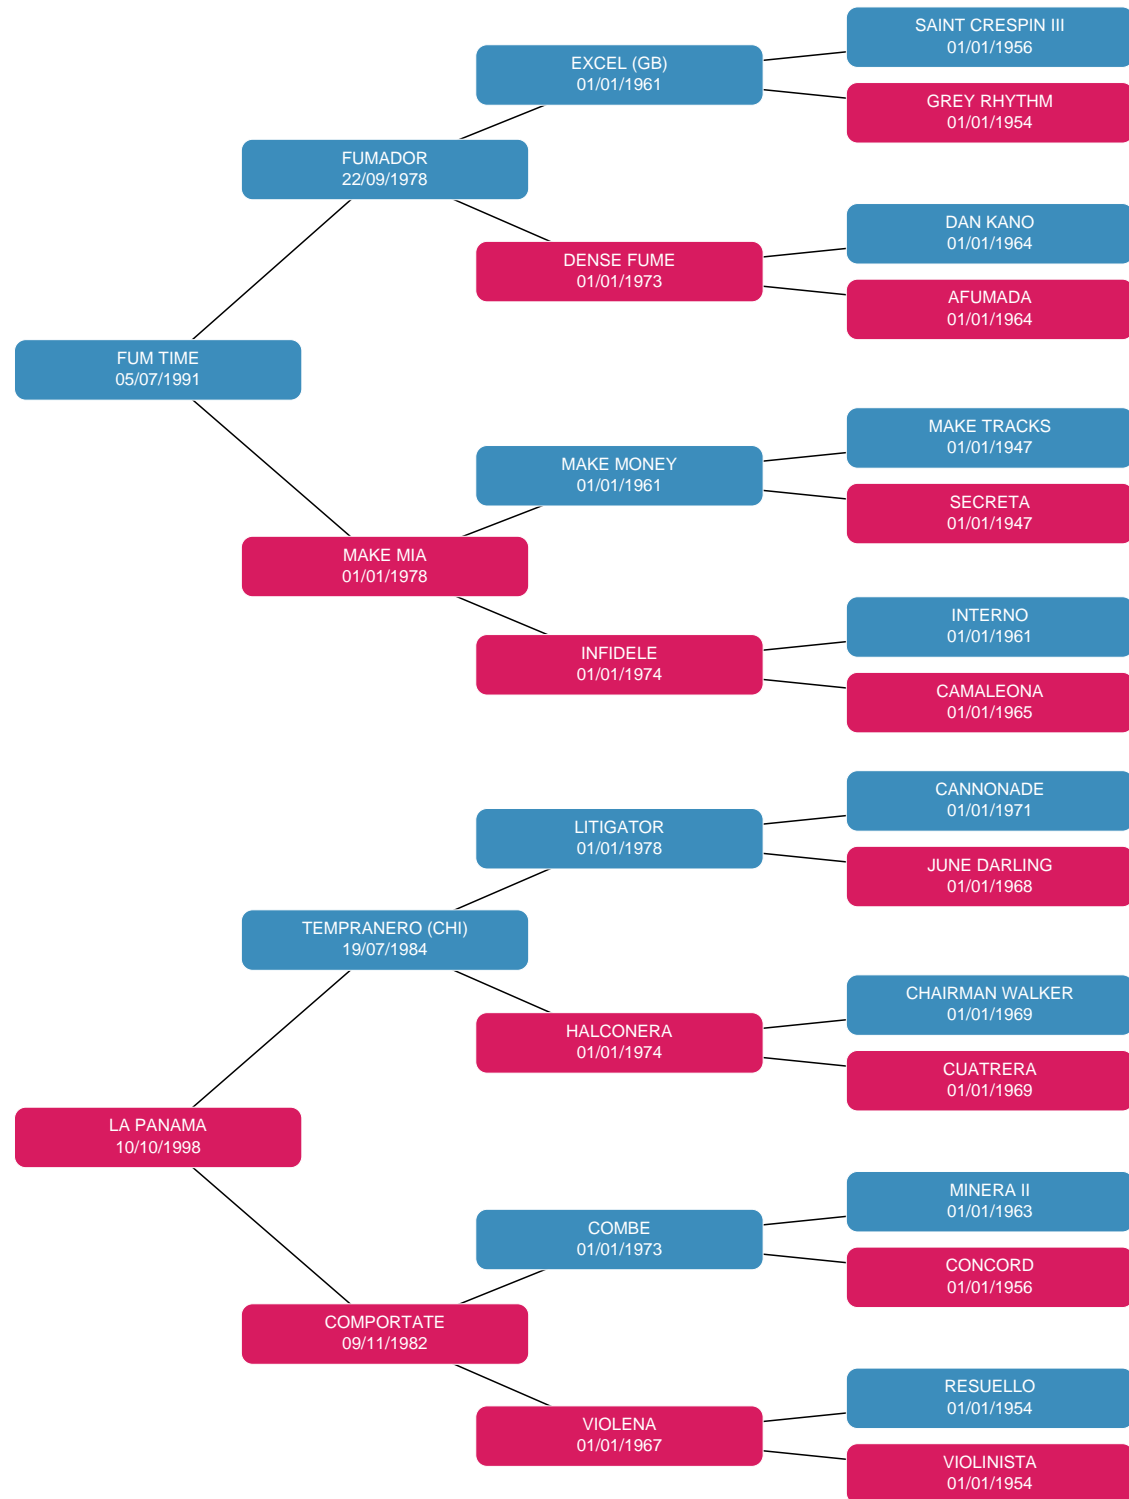 SAINT CRESPIN III
01/01/1956
EXCEL (GB)
01/01/1961
GREY RHYTHM
01/01/1954
FUMADOR
22/09/1978
DAN KANO
01/01/1964
DENSE FUME
01/01/1973
AFUMADA
01/01/1964
FUM TIME
05/07/1991
MAKE TRACKS
01/01/1947
MAKE MONEY
01/01/1961
SECRETA
01/01/1947
MAKE MIA
01/01/1978
INTERNO
01/01/1961
INFIDELE
01/01/1974
CAMALEONA
01/01/1965
CANNONADE
01/01/1971
LITIGATOR
01/01/1978
JUNE DARLING
01/01/1968
TEMPRANERO (CHI)
19/07/1984
CHAIRMAN WALKER
01/01/1969
HALCONERA
01/01/1974
CUATRERA
01/01/1969
LA PANAMA
10/10/1998
MINERA II
01/01/1963
COMBE
01/01/1973
CONCORD
01/01/1956
COMPORTATE
09/11/1982
RESUELLO
01/01/1954
VIOLENA
01/01/1967
VIOLINISTA
01/01/1954